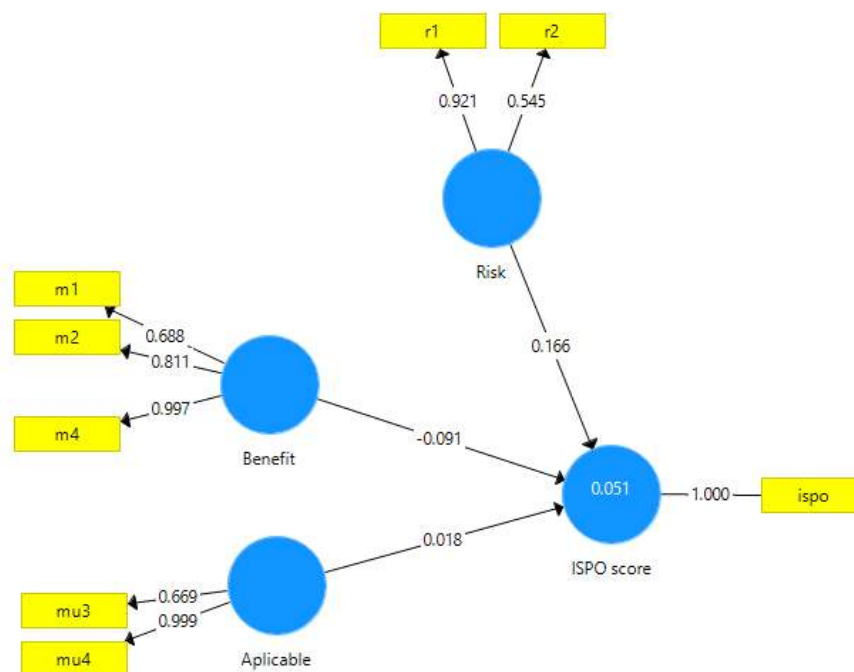 r1
r2
0.921
0.545
Risk
m1
m2
m4
0.688
0.811
0.997
Benefit
0.166
-0.091
0.018
0.051
1.000
ispo
ISPO score
mu3
mu4
0.669
0.999
Aplicable